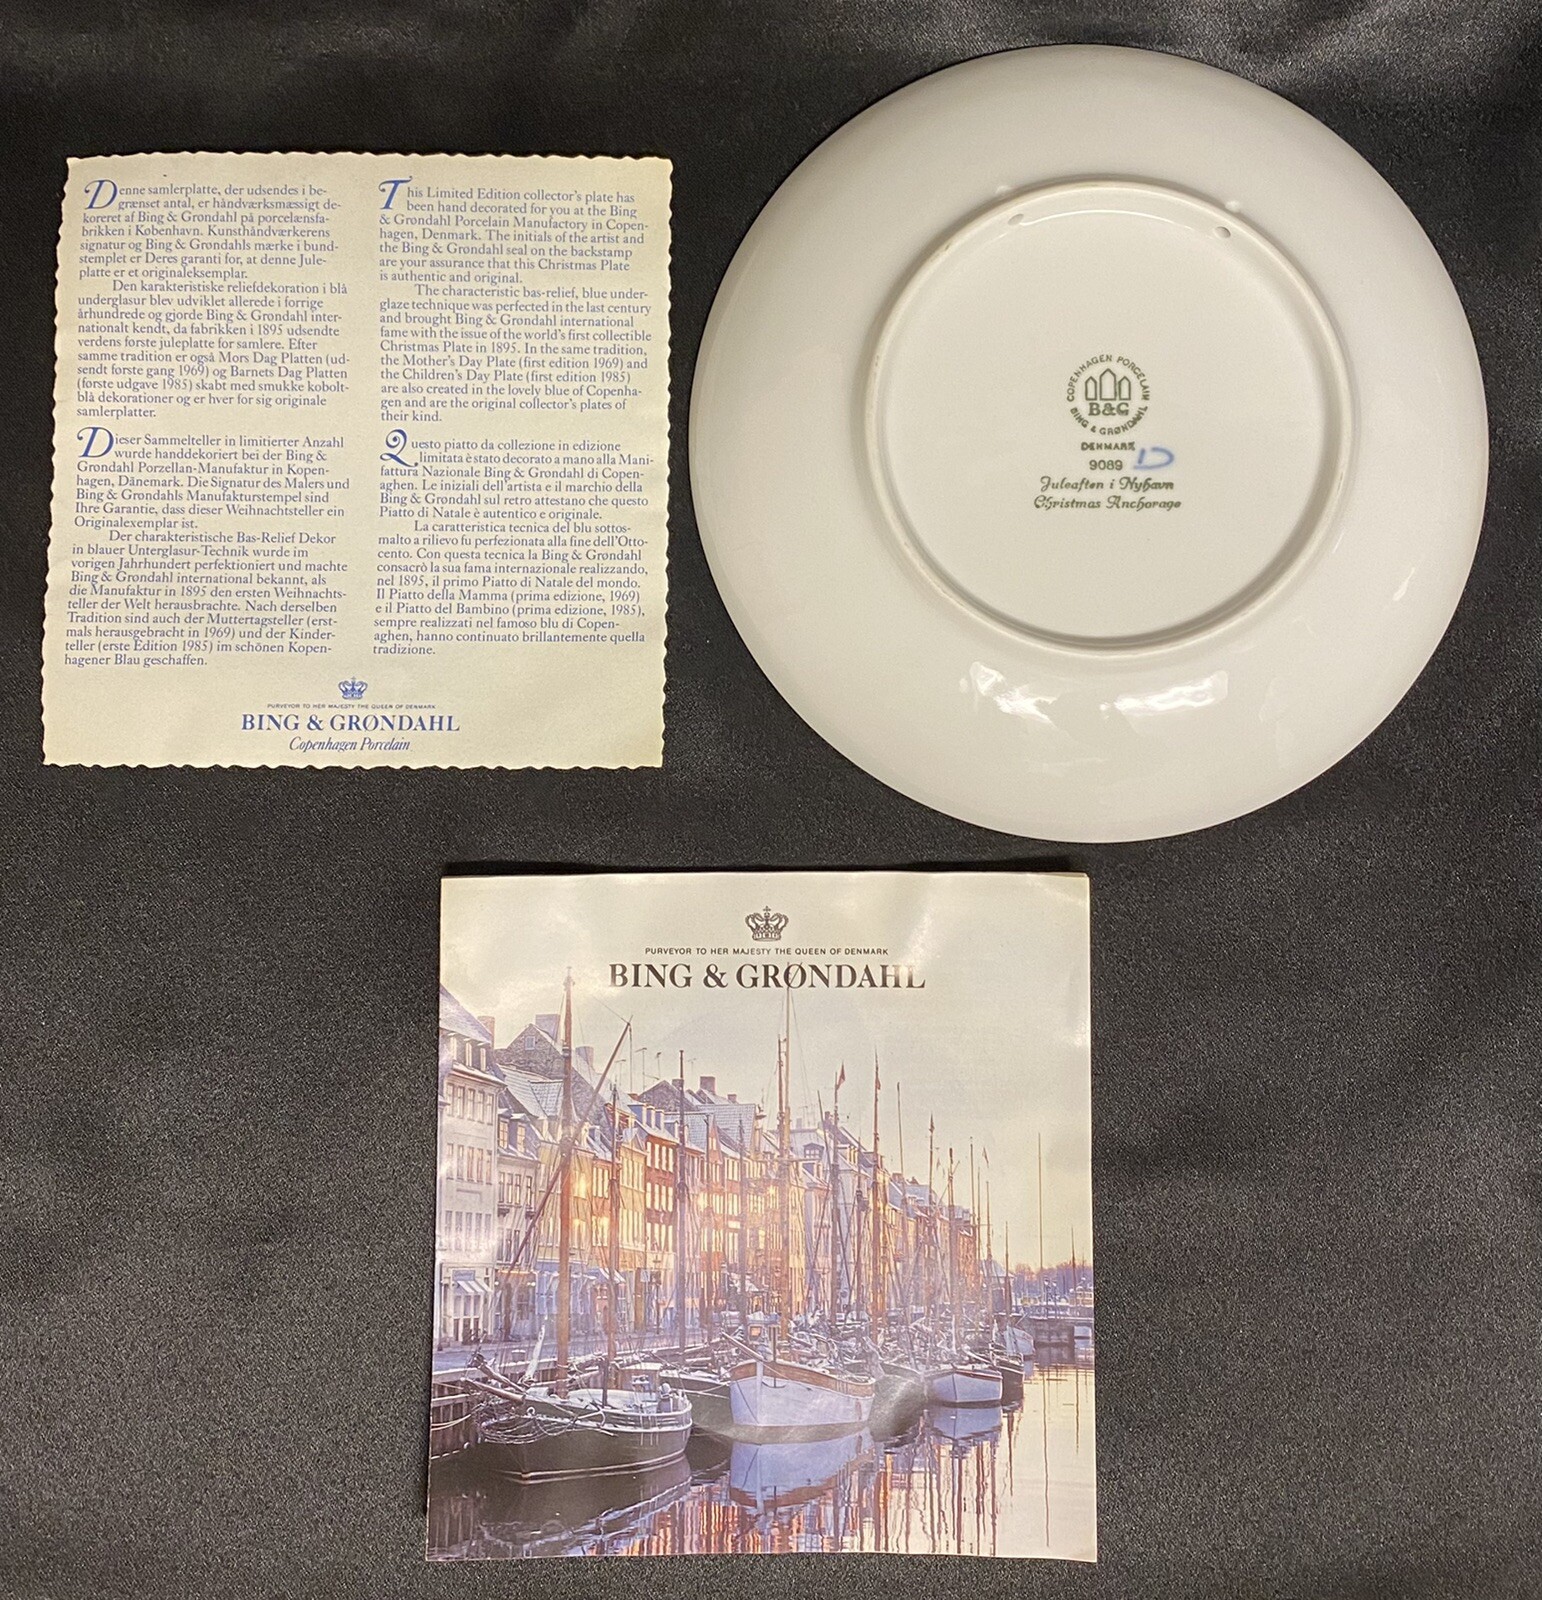 Denne samlerplatte, der udsendes i be-
grænset antal, er håndværksmæssigt de-
koreret af Bing & Grøndahl på porcelænsfa-
brikken i København. Kunsthåndværkerens
signatur og Bing & Grøndahls mærke i bund-
stemplet er Deres garanti for, at denne Jule-
platte er et originaleksemplar.
Den karakteristiske reliefdekoration i blå
underglasur blev udviklet allerede i forrige
århundrede og gjorde Bing & Grøndahl inter-
nationalt kendt, da fabrikken i 1895 udsendte
verdens første juleplatte for samlere. Efter
samme tradition er også Mors Dag Platten (ud-
sendt første gang 1969) og Barnets Dag Platten
(første udgave 1985) skabt med smukke kobolt-
blå dekorationer og er hver for sig originale
samlerplatter.
This Limited Edition collector's plate has
been hand decorated for you at the Bing
& Grøndahl Porcelain Manufactory in Copen-
hagen, Denmark. The initials of the artist and
the Bing & Grøndahl seal on the backstamp
are your assurance that this Christmas Plate
is authentic and original.
The characteristic bas-relief, blue under-
glaze technique was perfected in the last century
and brought Bing & Grøndahl international
fame with the issue of the world's first collectible
Christmas Plate in 1895. In the same tradition,
the Mother's Day Plate (first edition 1969) and
the Children's Day Plate (first edition 1985)
are also created in the lovely blue of Copenha-
gen and are the original collector's plates of
their kind.
Dieser Sammelteller in limitierter Anzahl
wurde handdekoriert bei der Bing &
Grøndahl Porzellan-Manufaktur in Kopen-
hagen, Dänemark. Die Signatur des Malers und
Bing & Grøndahls Manufakturstempel sind
Ihre Garantie, dass dieser Weihnachtsteller ein
Originalexemplar ist.
Der charakteristische Bas-Relief Dekor
in blauer Unterglasur-Technik wurde im
vorigen Jahrhundert perfektioniert und machte
Bing & Grøndahl international bekannt, als
die Manufaktur in 1895 den ersten Weihnachts-
teller der Welt herausbrachte. Nach derselben
Tradition sind auch der Muttertagsteller (erst-
mals herausgebracht in 1969) und der Kinder-
teller (erste Edition 1985) im schönen Kopen-
hagener Blau geschaffen.
Questo piatto da collezione in edizione
limitata è stato decorato a mano alla Mani-
fattura Nazionale Bing & Grøndahl di Copen-
aghen. Le iniziali dell'artista e il marchio della
Bing & Grøndahl sul retro attestano che questo
Piatto di Natale è autentico e originale.
La caratteristica tecnica del blu sottos-
malto a rilievo fu perfezionata alla fine dell'Otto-
cento. Con questa tecnica la Bing & Grøndahl
consacrò la sua fama internazionale realizzando,
nel 1895, il primo Piatto di Natale del mondo.
Il Piatto della Mamma (prima edizione, 1969)
e il Piatto del Bambino (prima edizione, 1985),
sempre realizzati nel famoso blu di Copen-
aghen, hanno continuato brillantemente quella
tradizione.
PURVEYOR TO HER MAJESTY THE QUEEN OF DENMARK
BING & GRØNDAHL
Copenhagen Porcelain
COPENHAGEN PORCELAIN
B&G
BING & GRØNDAHL
DENMARK
9089
Juleaften i Nyhavn
Christmas Anchorage
PURVEYOR TO HER MAJESTY THE QUEEN OF DENMARK
BING & GRØNDAHL